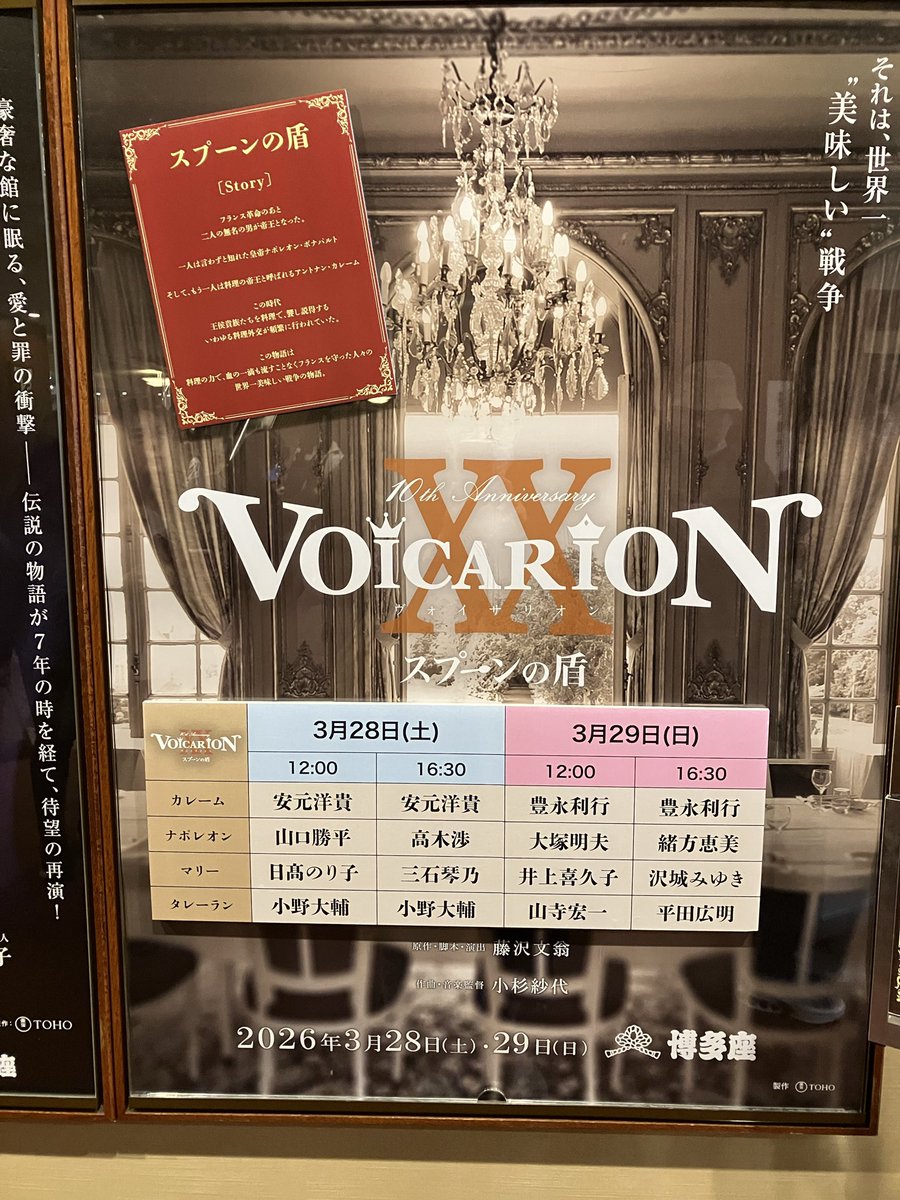 豪奢な館に眠る、愛と罪の衝撃――伝説の物語が7年の時を経て、待望の再演!
TOHO
それは、世界一
"美味しい"戦争
スプーンの盾
[Story]
フランス革命のあと
二人の無名の男が帝王となった。
一人は言わずと知れた皇帝ナポレオン・ボナパルト
そして、もう一人は料理の帝王と呼ばれるアントナン・カレーム
この時代
王侯貴族たちを料理で、饗し説得する
いわゆる料理外交が頻繁に行われていた。
この物語は
料理の力で、血の一滴も流すことなくフランスを守った人々の
世界一美味しい戦争の物語。
XX
10th Anniversary
VOICARION
ヴォイサリオン
スプーンの盾
VOICARION スプーンの盾 3月28日(土) 3月29日(日)
12:00 16:30 12:00 16:30
カレーム 安元洋貴 安元洋貴 豊永利行 豊永利行
ナポレオン 山口勝平 高木渉 大塚明夫 緒方恵美
マリー 日髙のり子 三石琴乃 井上喜久子 沢城みゆき
タレーラン 小野大輔 小野大輔 山寺宏一 平田広明
原作・脚本・演出 藤沢文翁
作曲・音楽監督 小杉紗代
2026年3月28日(土)・29日(日) 博多座
製作 TOHO